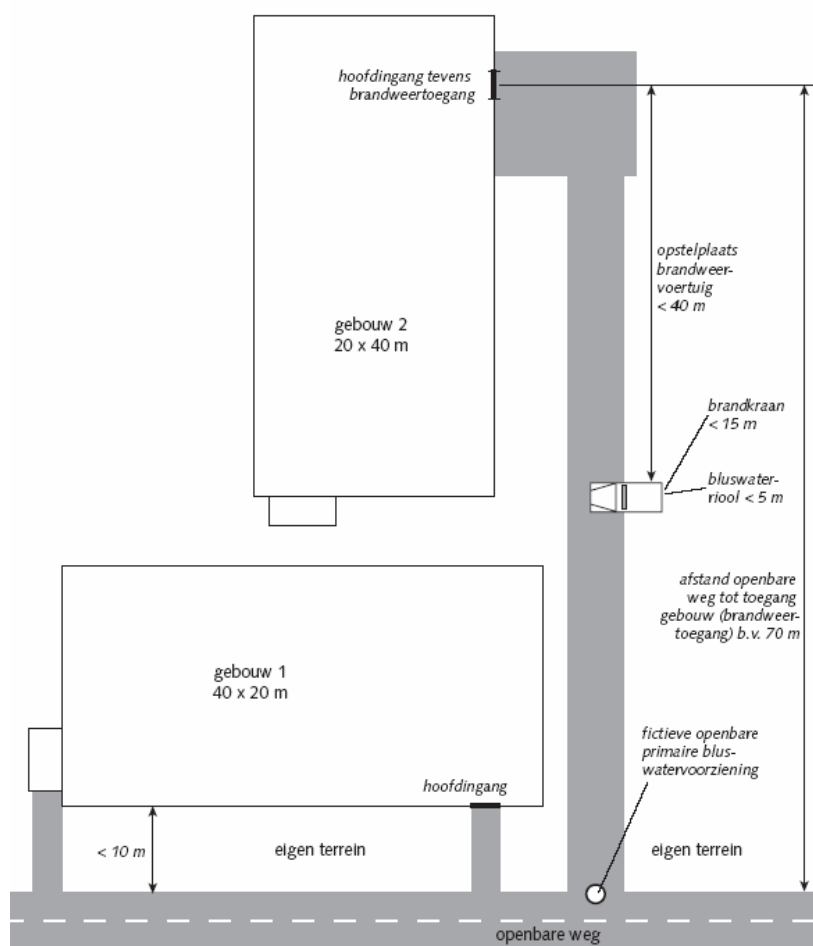 hoofdingang tevens
brandweertoegang
opstelplaats
brandweer-
voertuig
< 40 m
gebouw 2
20 x 40 m
brandkraan
< 15 m
bluswater-
riool < 5 m
afstand openbare
weg tot toegang
gebouw (brandweer-
toegang) b.v. 70 m
gebouw 1
40 x 20 m
fictieve openbare
primaire blus-
watervoorziening
hoofdingang
< 10 m
eigen terrein
eigen terrein
openbare weg